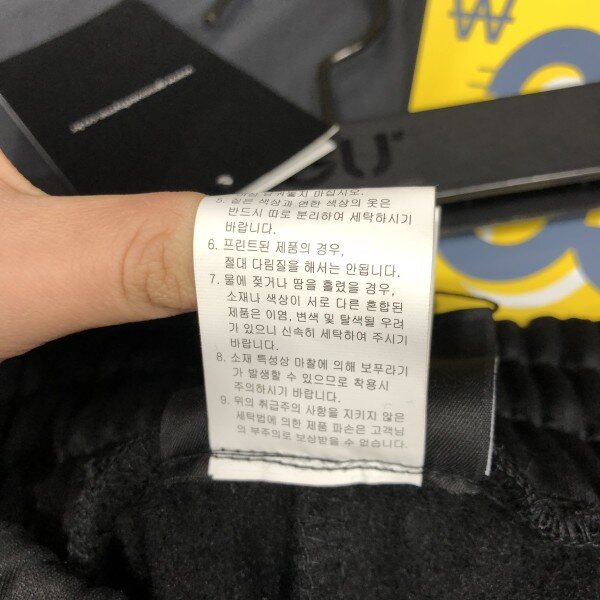 ₩
5. 짙은 색상과 연한 색상의 옷은
반드시 따로 분리하여 세탁하시기
바랍니다.
6. 프린트된 제품의 경우,
절대 다림질을 해서는 안됩니다.
7. 물에 젖거나 땀을 흘렸을 경우,
소재나 색상이 서로 다른 혼합된
제품은 이염, 변색 및 탈색될 우려
가 있으니 신속히 세탁하여 주시기
바랍니다.
8. 소재 특성상 마찰에 의해 보푸라기
가 발생할 수 있으므로 착용시
주의하시기 바랍니다.
9. 위의 취급주의 사항을 지키지 않은
세탁법에 의한 제품 파손은 고객님
의 부주의로 보상받을 수 없습니다.